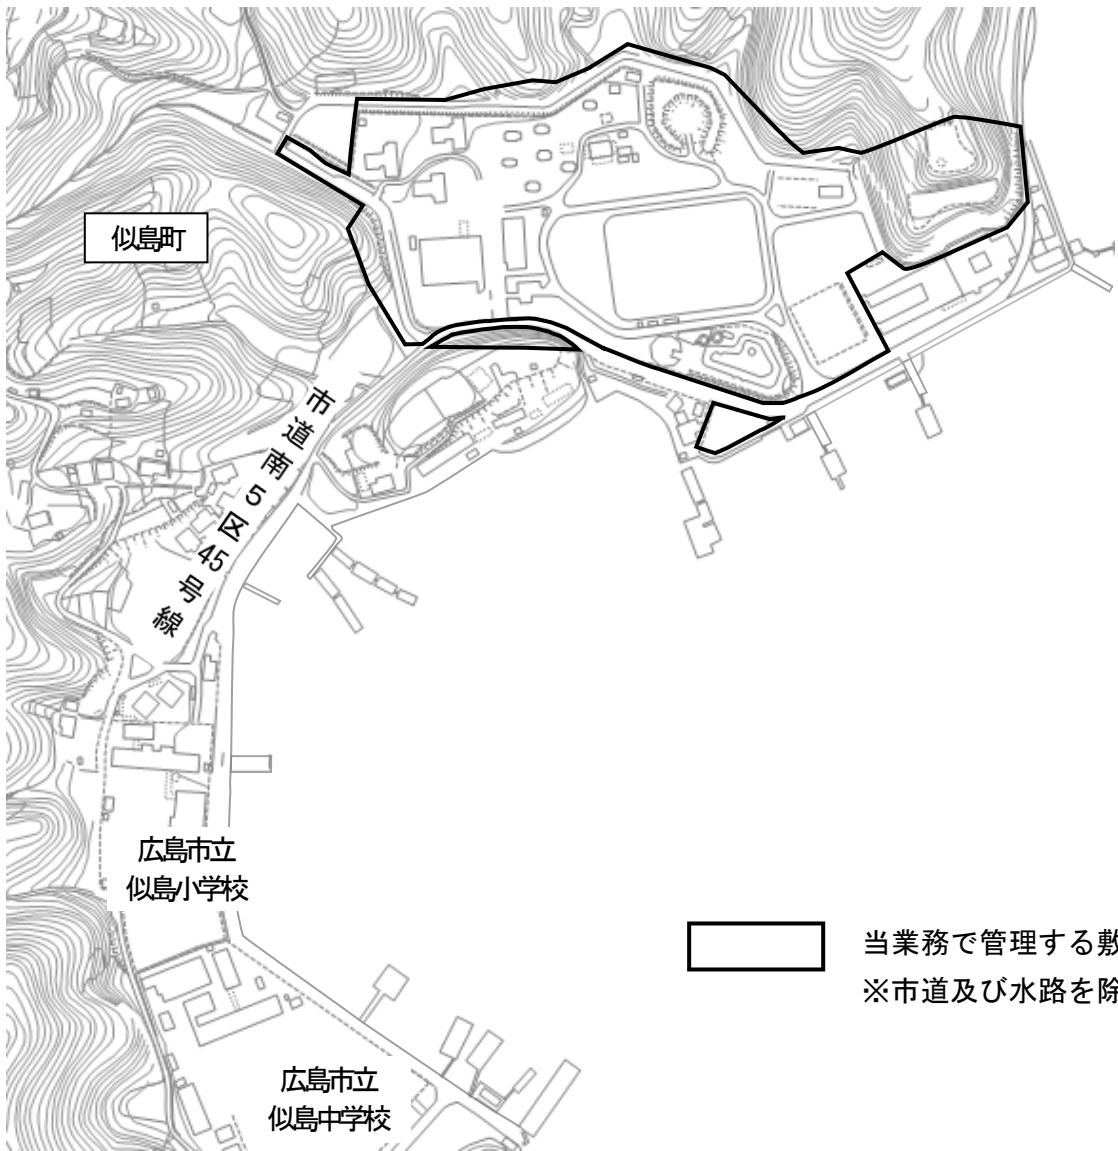 似島町
市道南5区45号線
広島市立
似島小学校
当業務で管理する敷
※市道及び水路を除
広島市立
似島中学校